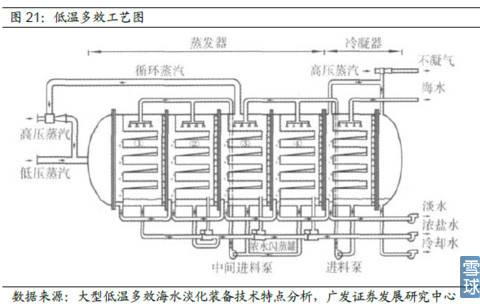 图 21：低温多效工艺图
蒸发器
冷凝器
循环蒸汽
高压蒸汽
不凝气
海水
高压蒸汽
①
②
③
④
低压蒸汽
淡水
浓盐水
浓水闪蒸罐
冷却水
中间进料泵
进料泵
数据来源：大型低温多效海水淡化装备技术特点分析，广发证券发展研究中心
雪球